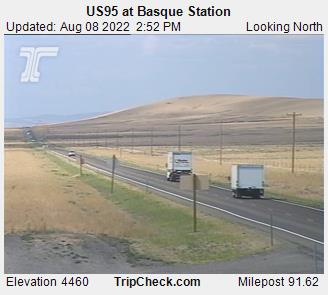 US95 at Basque Station
Updated: Aug 08 2022 2:52 PM Looking North
Elevation 4460 TripCheck.com Milepost 91.62